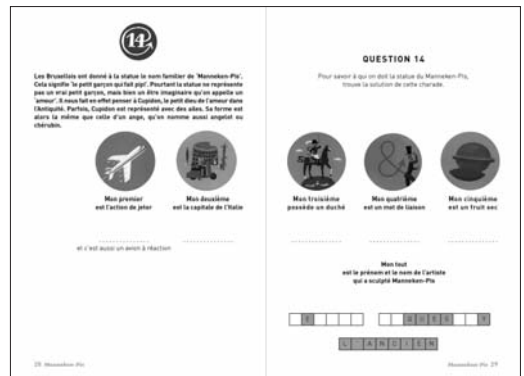 14
Les Bruxellois ont donné à la statue le nom familier de 'Manneken-Pis'.
Cela signifie 'le petit garçon qui fait pipi'. Pourtant la statue ne représente
pas un vrai petit garçon, mais bien un être imaginaire qu'on appelle un
'amour'. Il nous fait en effet penser à Cupidon, le petit dieu de l'amour dans
l'Antiquité. Parfois, Cupidon est représenté avec des ailes. Sa forme est
alors la même que celle d'un ange, qu'on nomme aussi angelot ou
chérubin.
Mon premier
est l'action de jeter
Mon deuxième
est la capitale de l'Italie
et c'est aussi un avion à réaction
28 Manneken-Pis
QUESTION 14
Pour savoir à qui on doit la statue du Manneken-Pis,
trouve la solution de cette charade.
Mon troisième
possède un duché
Mon quatrième
est un mot de liaison
Mon cinquième
est un fruit sec
Mon tout
est le prénom et le nom de l'artiste
qui a sculpté Manneken-Pis
L'ANCIEN
Manneken-Pis 29